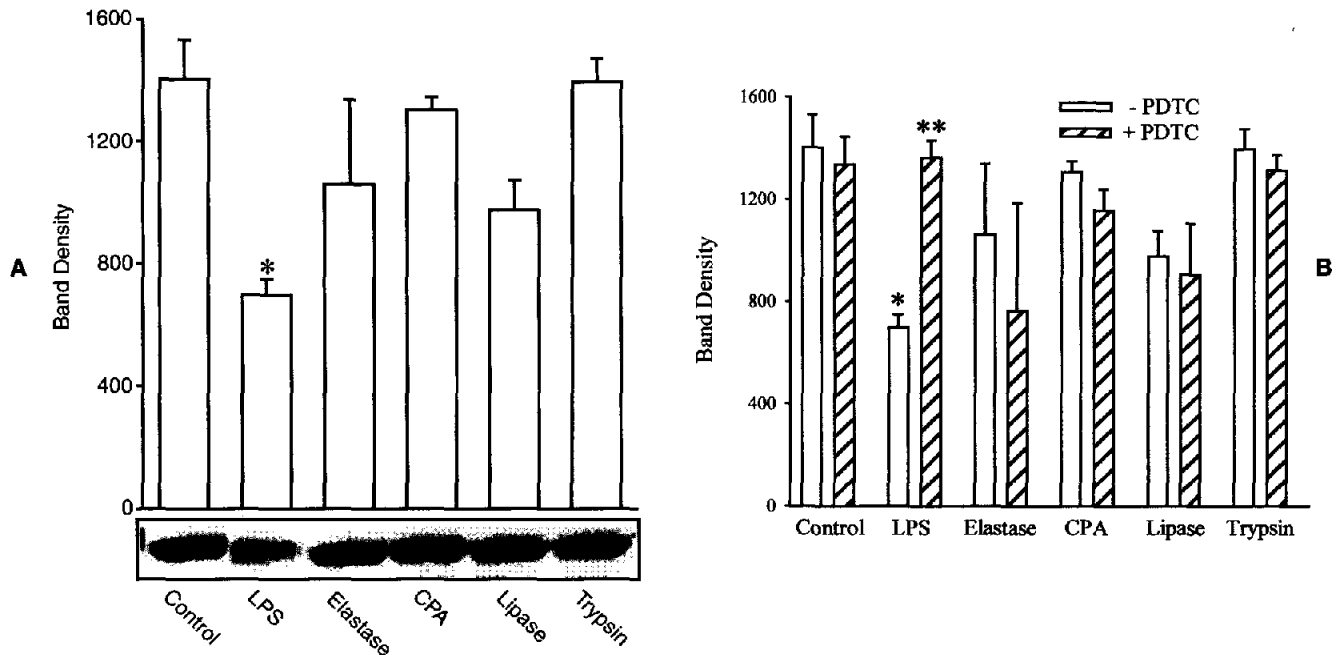 A
Band Density
1600
1200
800
400
0
*
Control
LPS
Elastase
CPA
Lipase
Trypsin
B
Band Density
1600
1200
800
400
0
- PDTC
+ PDTC
*
**
Control
LPS
Elastase
CPA
Lipase
Trypsin